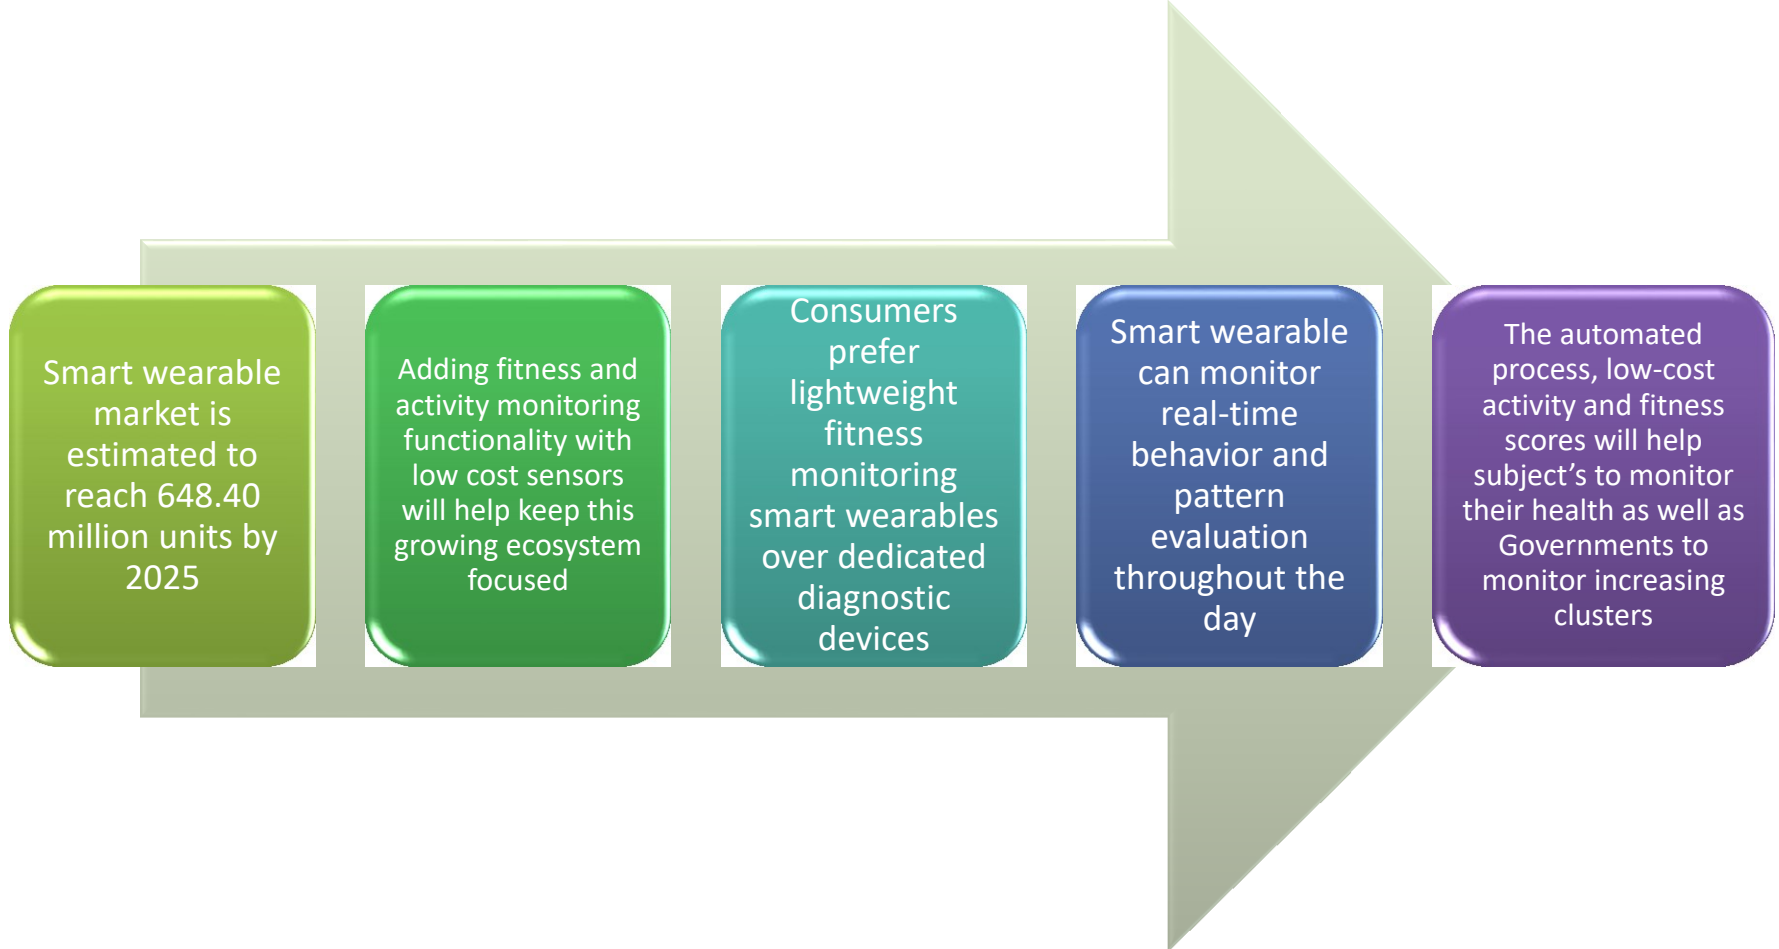 Smart wearable
market is
estimated to
reach 648.40
million units by
2025
Adding fitness and
activity monitoring
functionality with
low cost sensors
will help keep this
growing ecosystem
focused
Consumers
prefer
lightweight
fitness
monitoring
smart wearables
over dedicated
diagnostic
devices
Smart wearable
can monitor
real-time
behavior and
pattern
evaluation
throughout the
day
The automated
process, low-cost
activity and fitness
scores will help
subject’s to monitor
their health as well as
Governments to
monitor increasing
clusters